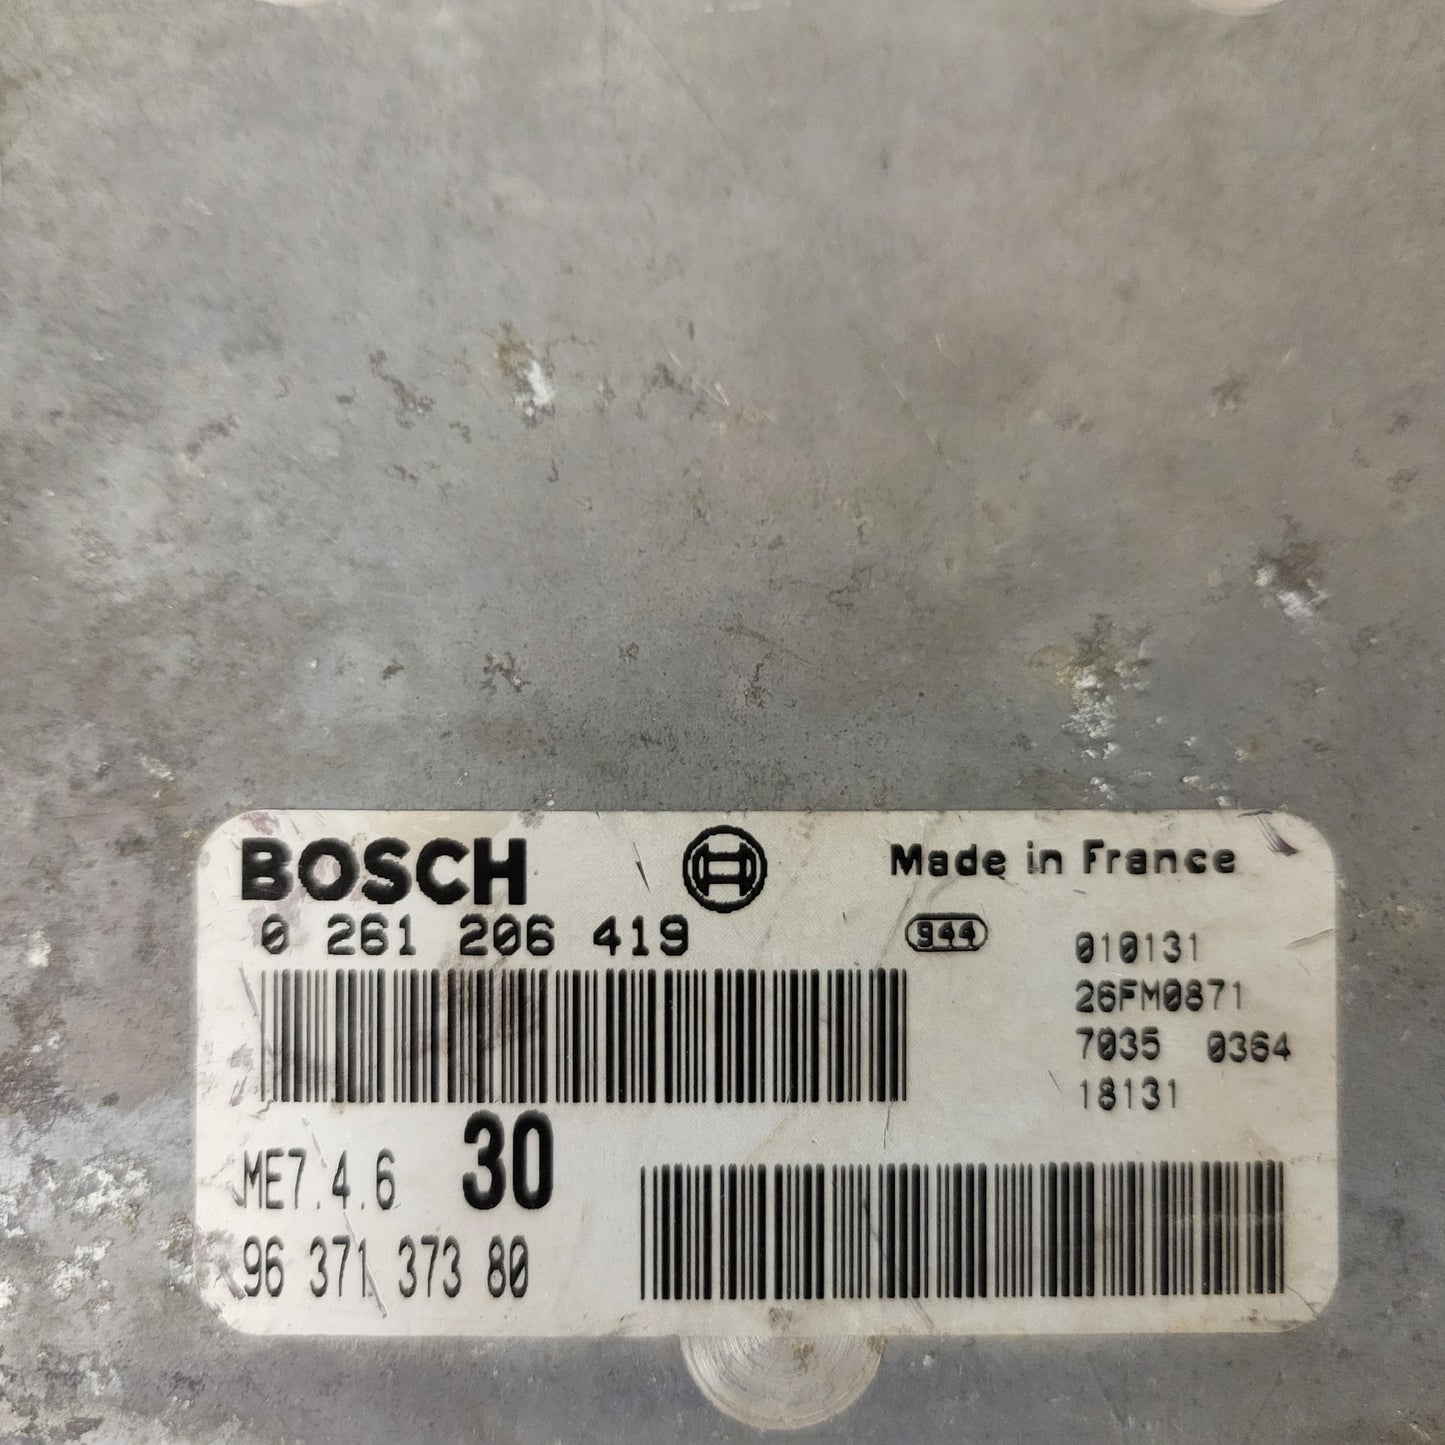 BOSCH
Made in France
0 261 206 419
944
010131
26FM0871
7035 0364
18131
ME7.4.6 30
96 371 373 80